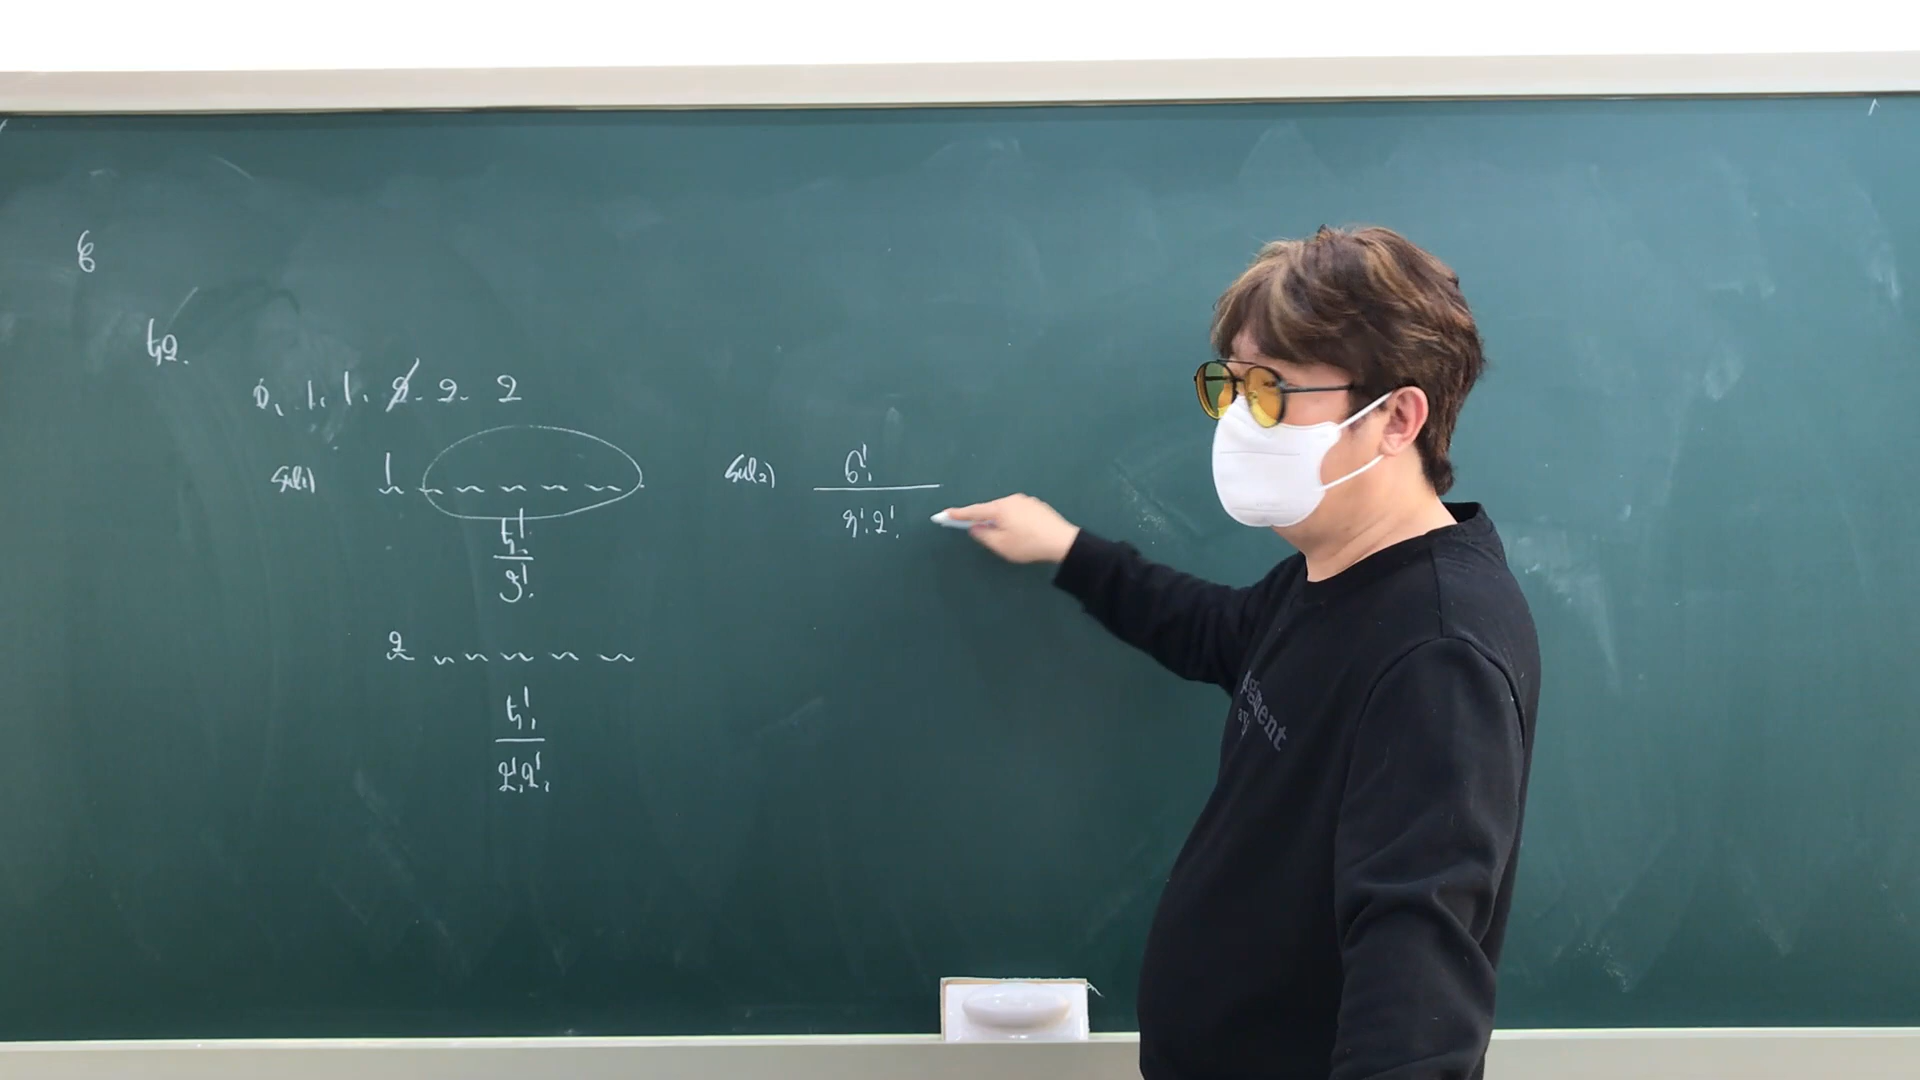 6
52.
0, 1, 1, 2, 2, 2
Sol1)
1 ~ ~ ~ ~ ~
5!
3!
2 ~ ~ ~ ~ ~
5!
2!2!
Sol2)
6!
3!2!